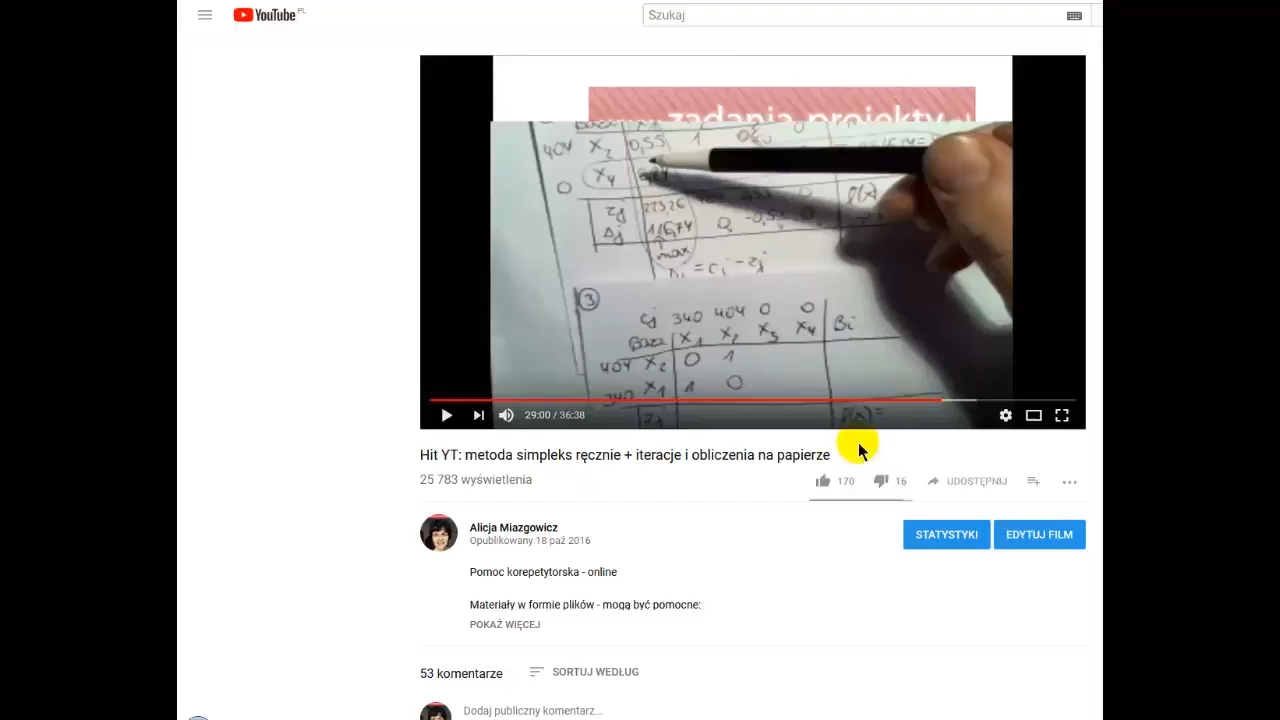 YouTube PL
Szukaj
zadania-projekty.pl
404 X2 0,55 1
0 X4
zj 223,26
Δj 116,74 0
max
= cj - zj
3
cj 340 404 0 0
Baza X1 X2 X3 X4 Bi
404 X2 0 1
340 X1 1 0
zj f(x)=
29:00 / 36:38
Hit YT: metoda simpleks ręcznie + iteracje i obliczenia na papierze
25 783 wyświetlenia
170 16 UDOSTĘPNIJ
Alicja Miazgowicz
Opublikowany 18 paź 2016
STATYSTYKI EDYTUJ FILM
Pomoc korepetytorska - online
Materiały w formie plików - mogą być pomocne:
POKAŻ WIĘCEJ
53 komentarze SORTUJ WEDŁUG
Dodaj publiczny komentarz...